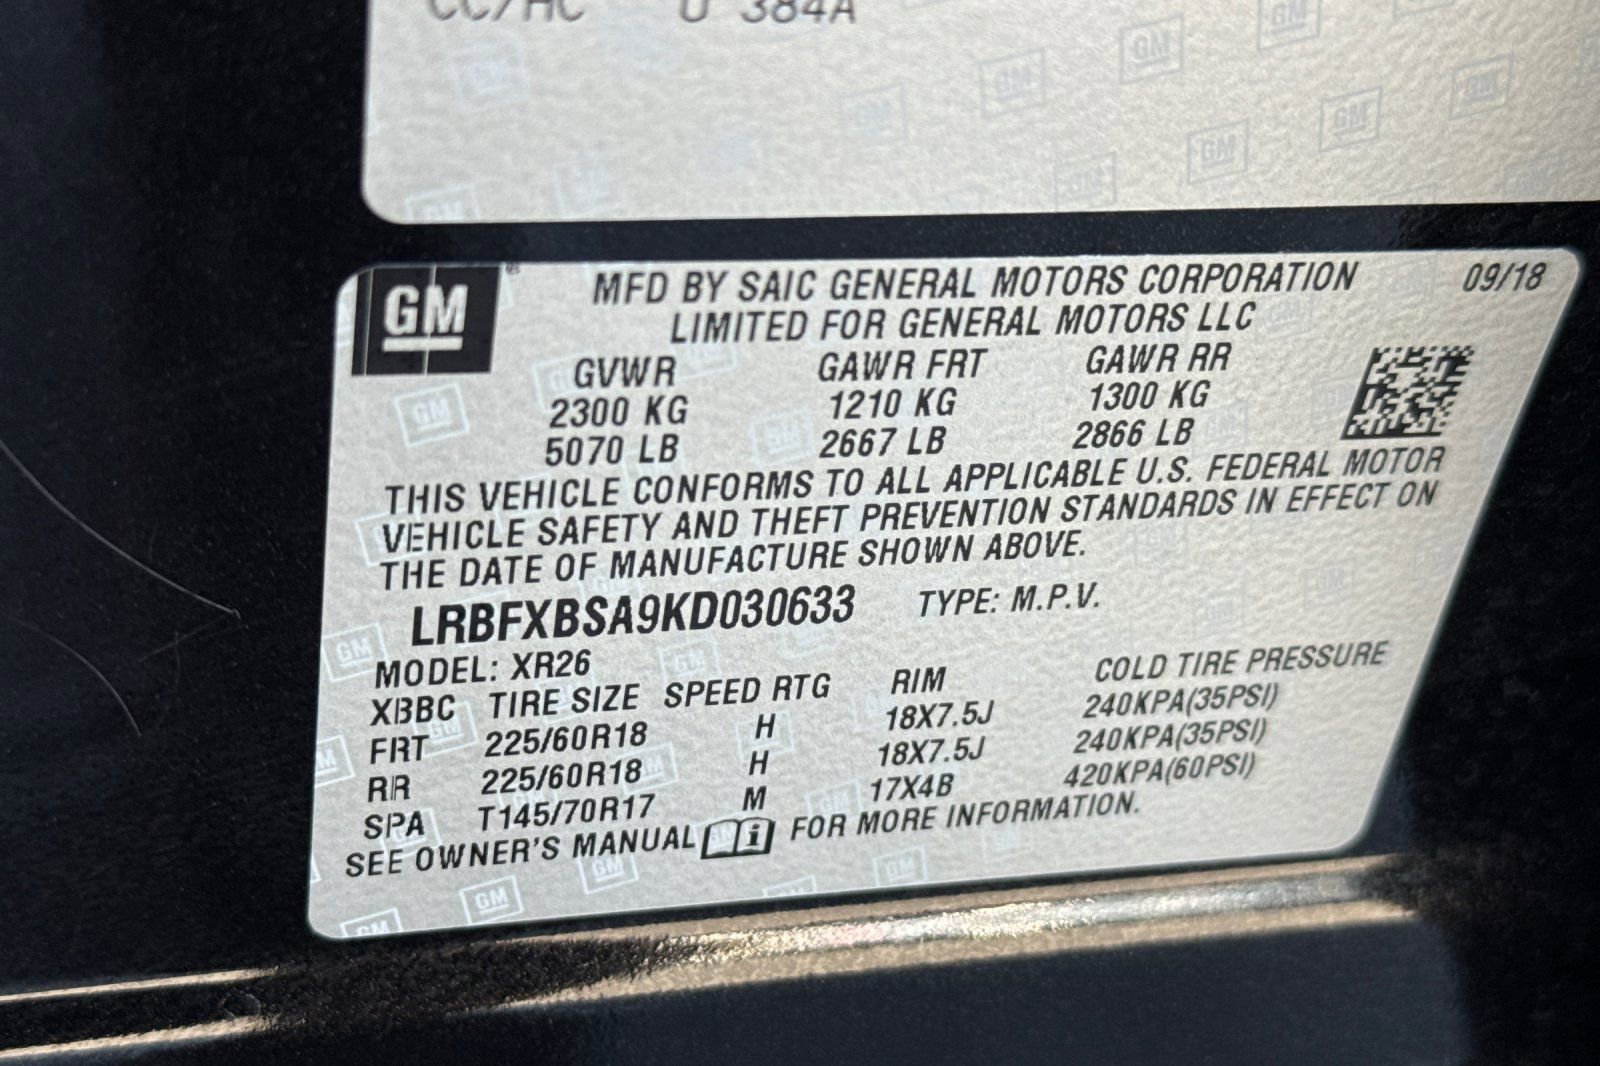 CC/AC U 384A
GM
MFD BY SAIC GENERAL MOTORS CORPORATION 09/18
LIMITED FOR GENERAL MOTORS LLC
GVWR GAWR FRT GAWR RR
2300 KG 1210 KG 1300 KG
5070 LB 2667 LB 2866 LB
THIS VEHICLE CONFORMS TO ALL APPLICABLE U.S. FEDERAL MOTOR
VEHICLE SAFETY AND THEFT PREVENTION STANDARDS IN EFFECT ON
THE DATE OF MANUFACTURE SHOWN ABOVE.
LRBFXBSA9KD030633 TYPE: M.P.V.
MODEL: XR26
XBBC TIRE SIZE SPEED RTG RIM COLD TIRE PRESSURE
FRT 225/60R18 H 18X7.5J 240KPA(35PSI)
RR 225/60R18 H 18X7.5J 240KPA(35PSI)
SPA T145/70R17 M 17X4B 420KPA(60PSI)
SEE OWNER'S MANUAL FOR MORE INFORMATION.